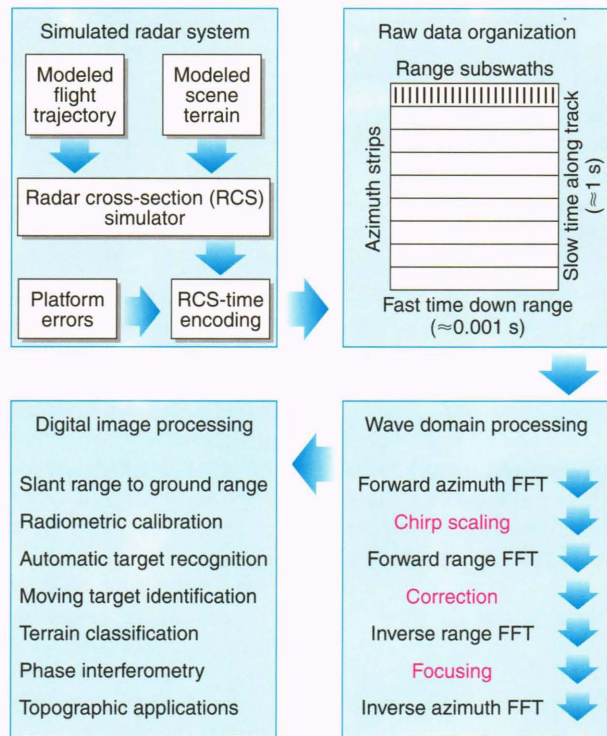 Simulated radar system
Modeled
flight
trajectory
Modeled
scene
terrain
Radar cross-section (RCS)
simulator
Platform
errors
RCS-time
encoding
Raw data organization
Range subswaths
Azimuth strips
Slow time along track
(≈1 s)
Fast time down range
(≈0.001 s)
Digital image processing
Slant range to ground range
Radiometric calibration
Automatic target recognition
Moving target identification
Terrain classification
Phase interferometry
Topographic applications
Wave domain processing
Forward azimuth FFT
Chirp scaling
Forward range FFT
Correction
Inverse range FFT
Focusing
Inverse azimuth FFT